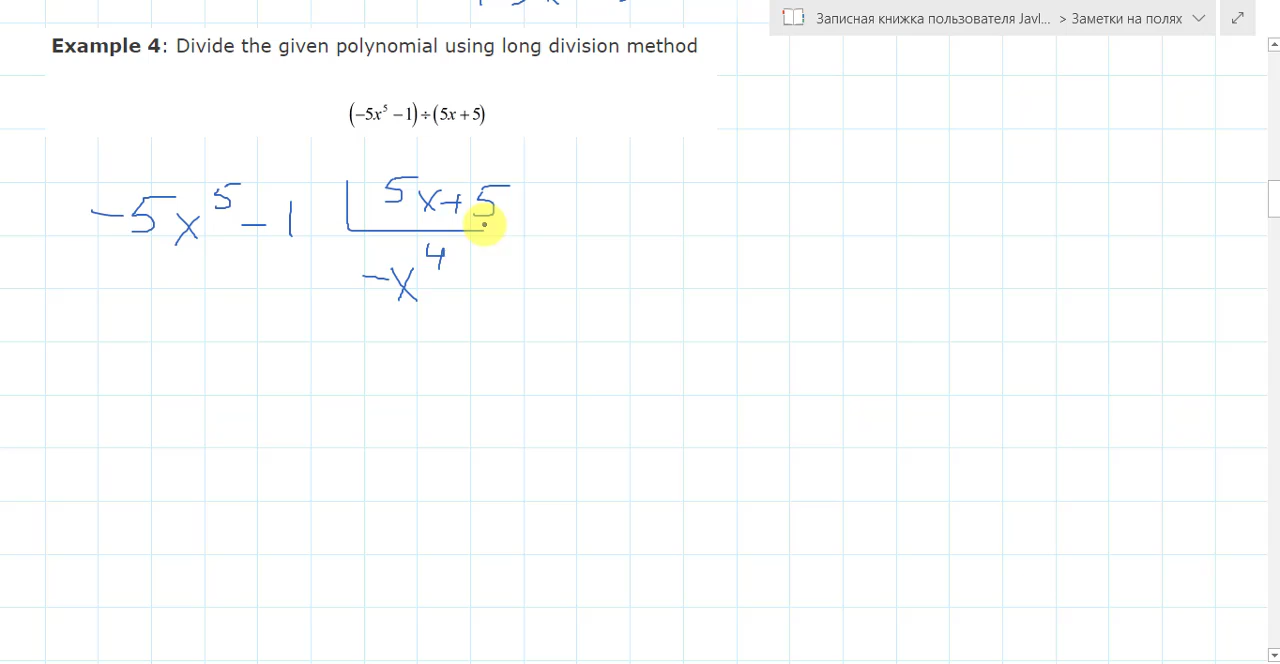 Записная книжка пользователя Javl... > Заметки на полях
Example 4: Divide the given polynomial using long division method
(−5x⁵ − 1) ÷ (5x + 5)
−5x⁵ − 1 5x + 5
−x⁴